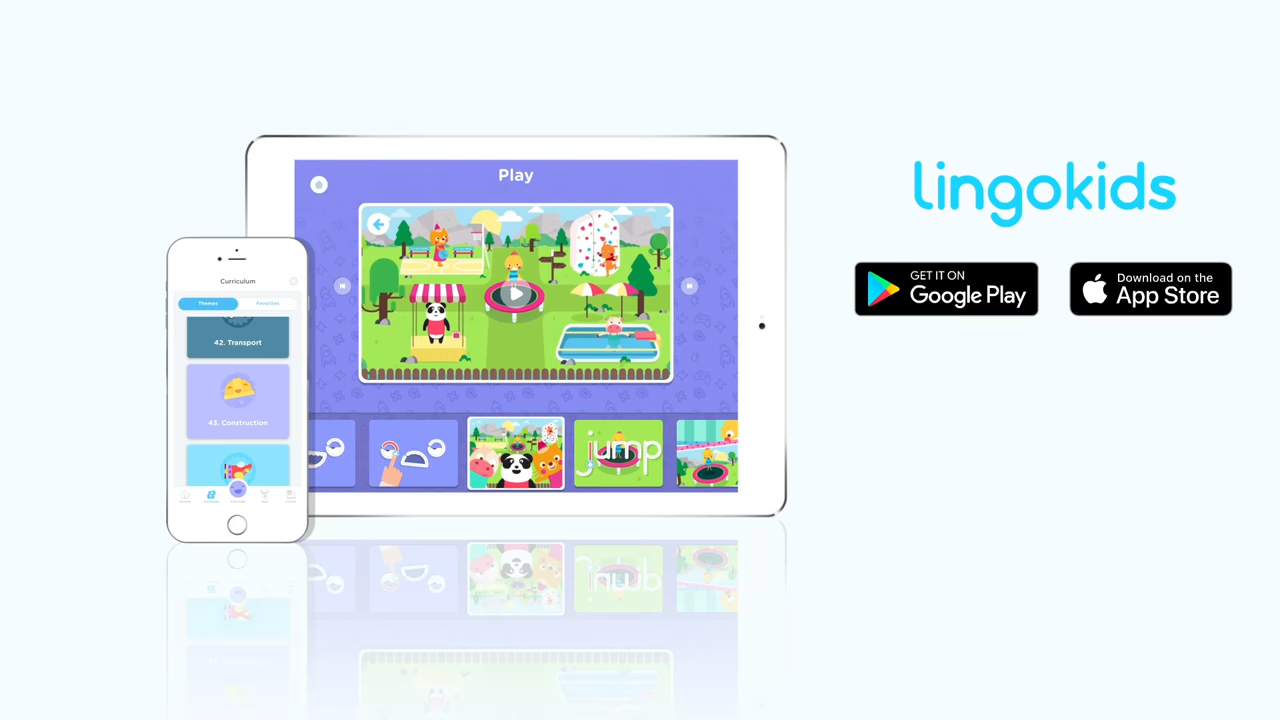 Play
Curriculum
Themes
Favorites
42. Transport
43. Construction
jump
lingokids
GET IT ON
Google Play
Download on the
App Store